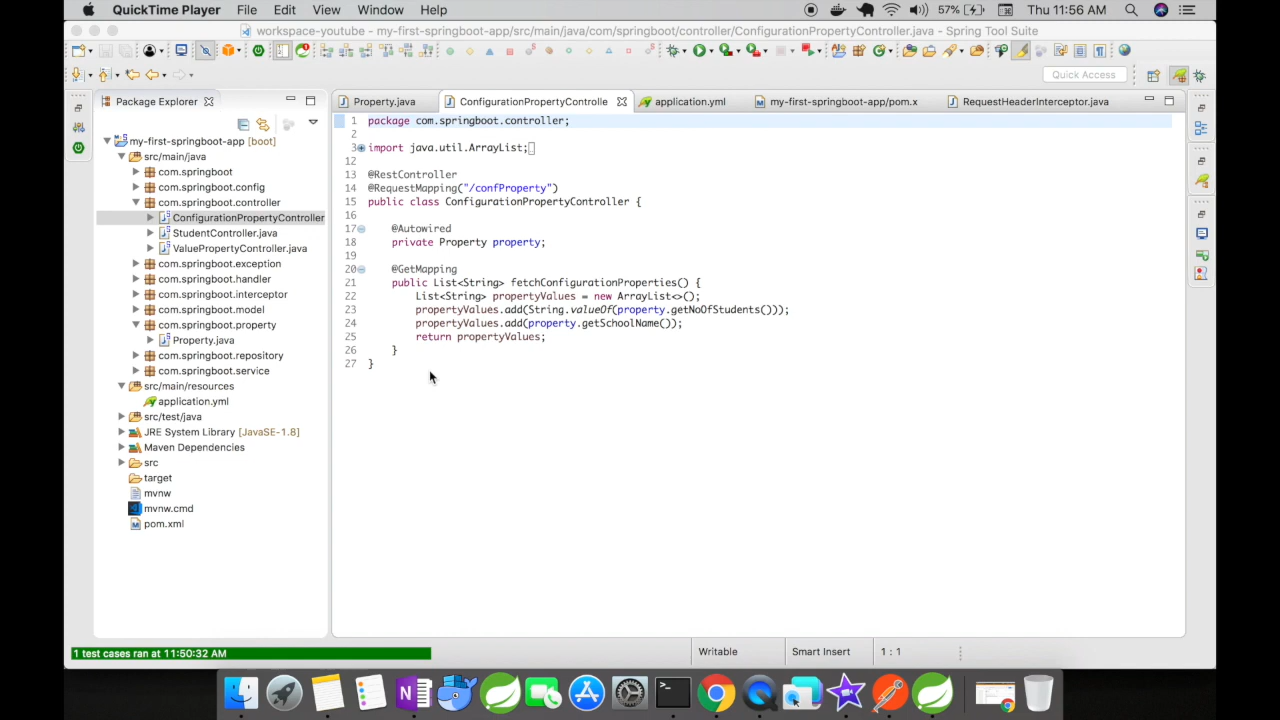 QuickTime Player File Edit View Window Help 57% Thu 11:56 AM
workspace-youtube - my-first-springboot-app/src/main/java/com/springboot/controller/ConfigurationPropertyController.java - Spring Tool Suite
Quick Access
Package Explorer
Property.java ConfigurationPropertyControlle application.yml my-first-springboot-app/pom.x RequestHeaderInterceptor.java
my-first-springboot-app [boot]
src/main/java
com.springboot
com.springboot.config
com.springboot.controller
ConfigurationPropertyController
StudentController.java
ValuePropertyController.java
com.springboot.exception
com.springboot.handler
com.springboot.interceptor
com.springboot.model
com.springboot.property
Property.java
com.springboot.repository
com.springboot.service
src/main/resources
application.yml
src/test/java
JRE System Library [JavaSE-1.8]
Maven Dependencies
src
target
mvnw
mvnw.cmd
pom.xml
1 package com.springboot.controller;
2
3 import java.util.ArrayList;
12
13 @RestController
14 @RequestMapping("/confProperty")
15 public class ConfigurationPropertyController {
16
17 @Autowired
18 private Property property;
19
20 @GetMapping
21 public List<String> fetchConfigurationProperties() {
22 List<String> propertyValues = new ArrayList<>();
23 propertyValues.add(String.valueOf(property.getNoOfStudents()));
24 propertyValues.add(property.getSchoolName());
25 return propertyValues;
26 }
27 }
1 test cases ran at 11:50:32 AM
Writable Smart Insert 1 : 1